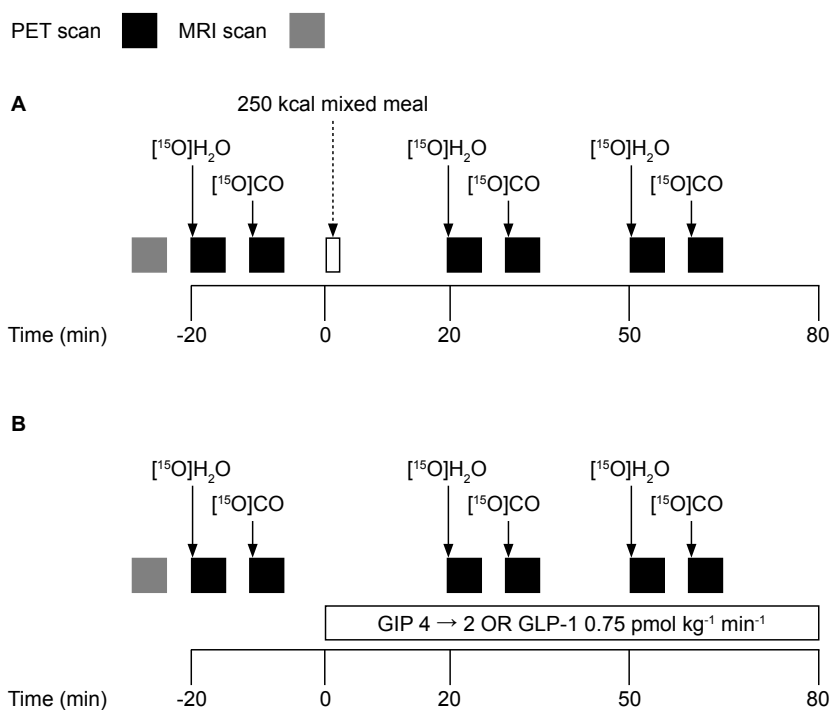 PET scan MRI scan
A
250 kcal mixed meal
[¹⁵O]H₂O [¹⁵O]H₂O [¹⁵O]H₂O
[¹⁵O]CO [¹⁵O]CO [¹⁵O]CO
Time (min) -20 0 20 50 80
B
[¹⁵O]H₂O [¹⁵O]H₂O [¹⁵O]H₂O
[¹⁵O]CO [¹⁵O]CO [¹⁵O]CO
GIP 4 → 2 OR GLP-1 0.75 pmol kg⁻¹ min⁻¹
Time (min) -20 0 20 50 80